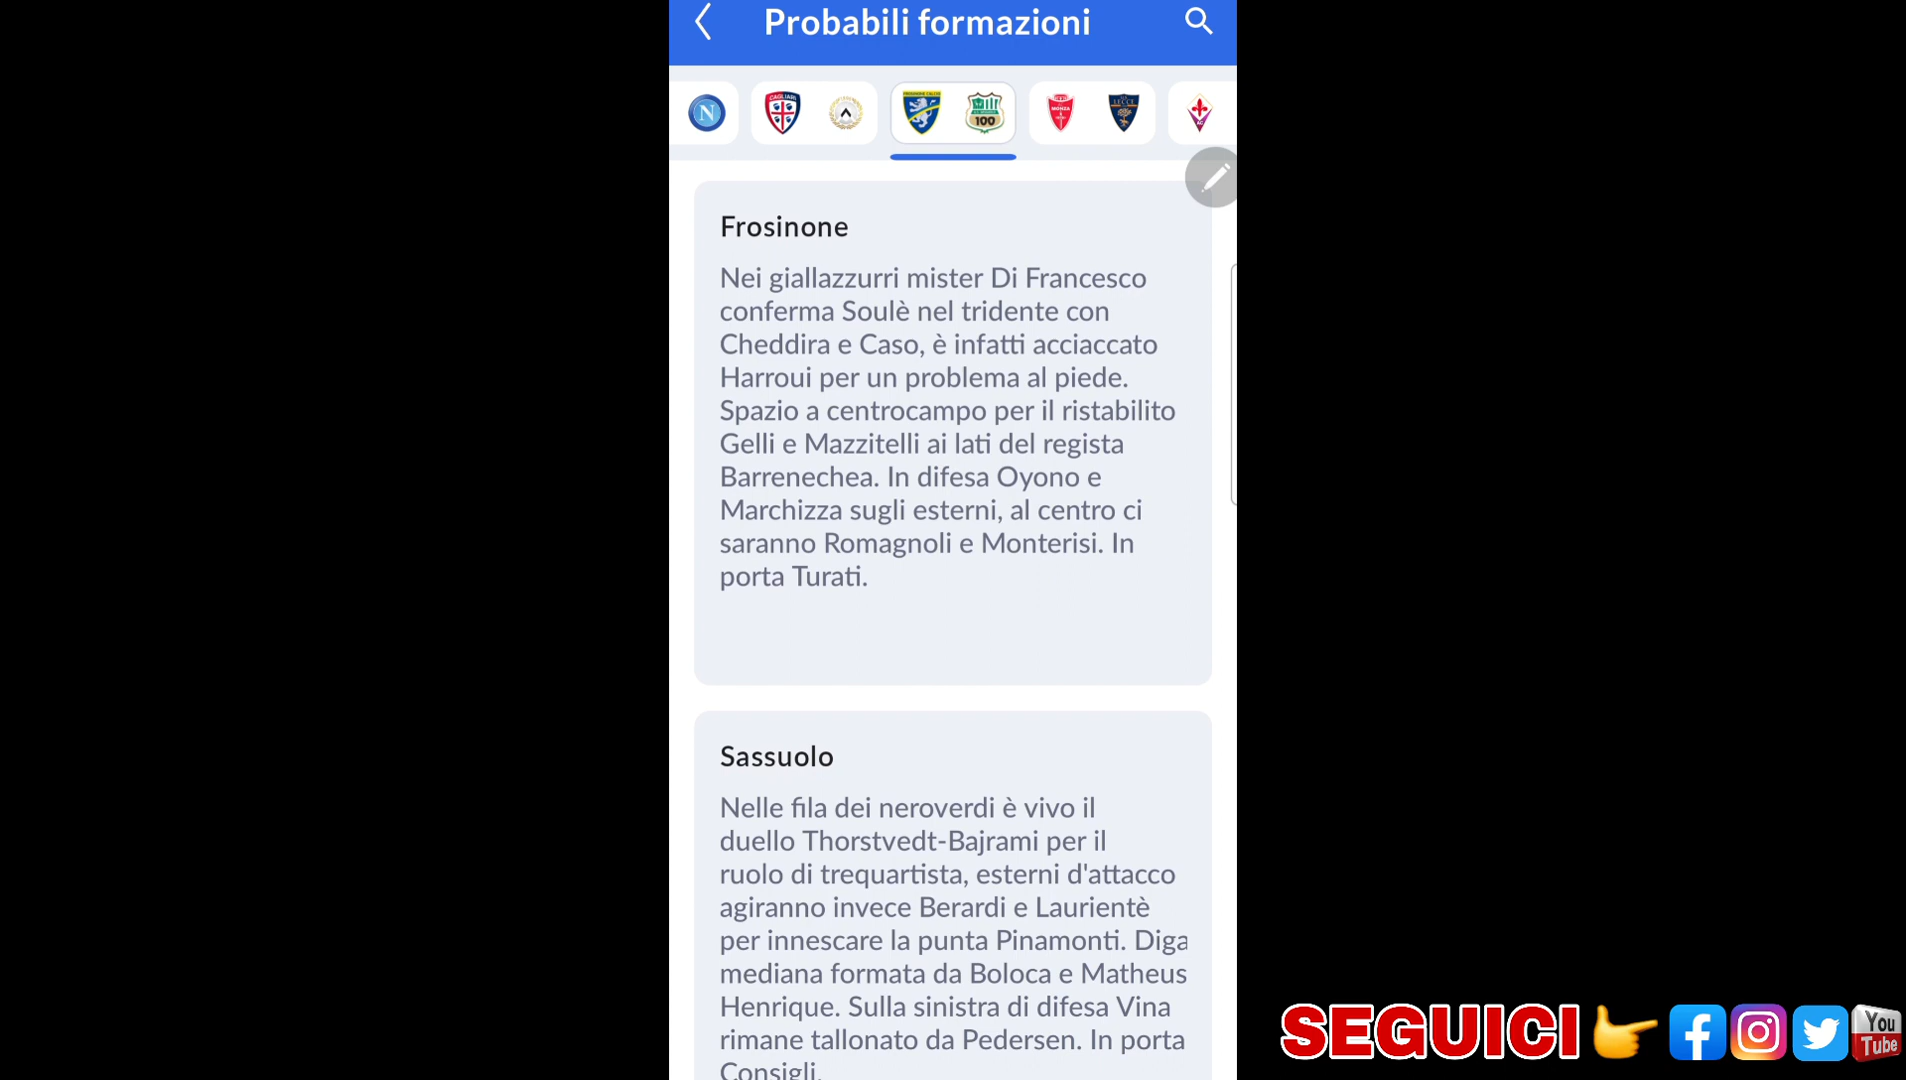 Probabili formazioni
N
CAGLIARI
FROSINONE CALCIO
100
MONZA
LECCE
Frosinone
Nei giallazzurri mister Di Francesco
conferma Soulè nel tridente con
Cheddira e Caso, è infatti acciaccato
Harroui per un problema al piede.
Spazio a centrocampo per il ristabilito
Gelli e Mazzitelli ai lati del regista
Barrenechea. In difesa Oyono e
Marchizza sugli esterni, al centro ci
saranno Romagnoli e Monterisi. In
porta Turati.
Sassuolo
Nelle fila dei neroverdi è vivo il
duello Thorstvedt-Bajrami per il
ruolo di trequartista, esterni d'attacco
agiranno invece Berardi e Laurientè
per innescare la punta Pinamonti. Diga
mediana formata da Boloca e Matheus
Henrique. Sulla sinistra di difesa Vina
rimane tallonato da Pedersen. In porta
Consigli.
SEGUICI
You
Tube